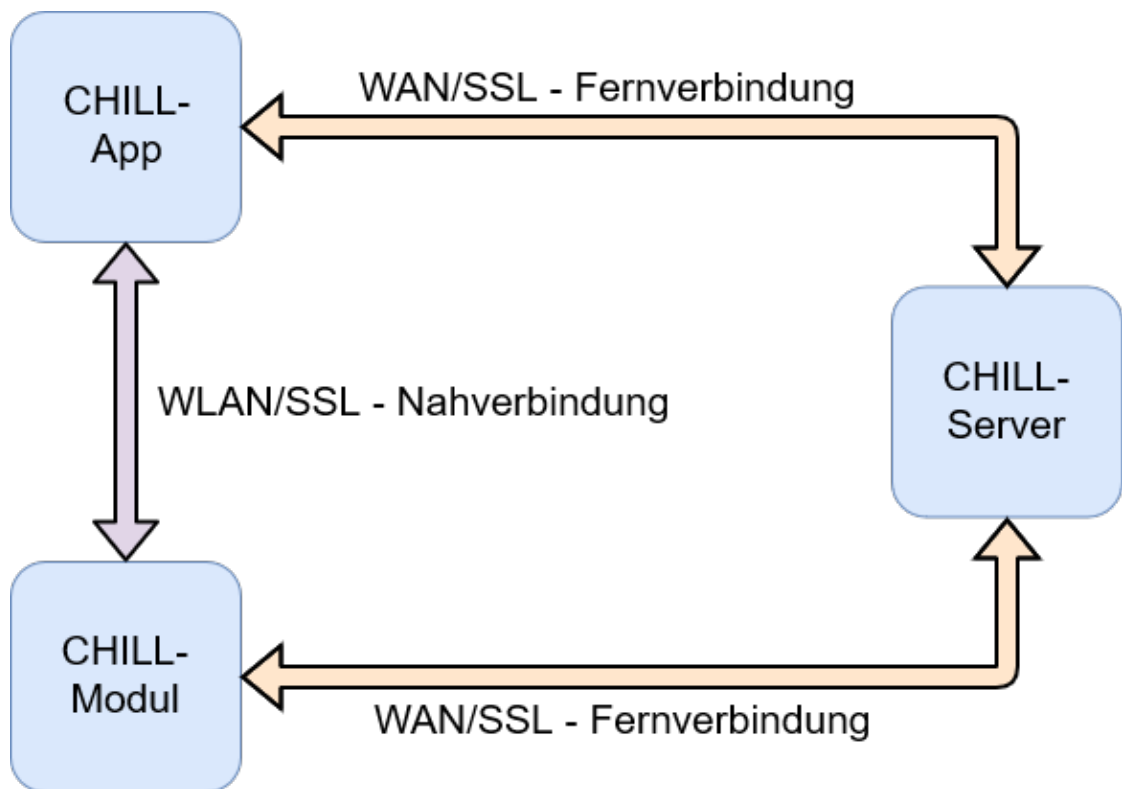 CHILL-
App
WAN/SSL - Fernverbindung
WLAN/SSL - Nahverbindung
CHILL-
Server
CHILL-
Modul
WAN/SSL - Fernverbindung